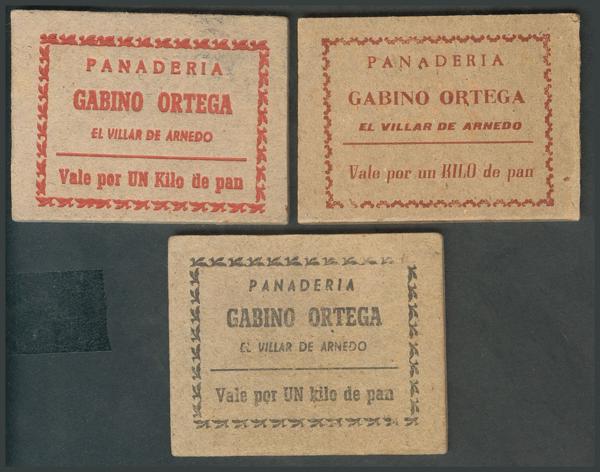 PANADERIA
GABINO ORTEGA
EL VILLAR DE ARNEDO
Vale por UN Kilo de pan
PANADERIA
GABINO ORTEGA
EL VILLAR DE ARNEDO
Vale por un KILO de pan
PANADERIA
GABINO ORTEGA
EL VILLAR DE ARNEDO
Vale por UN kilo de pan